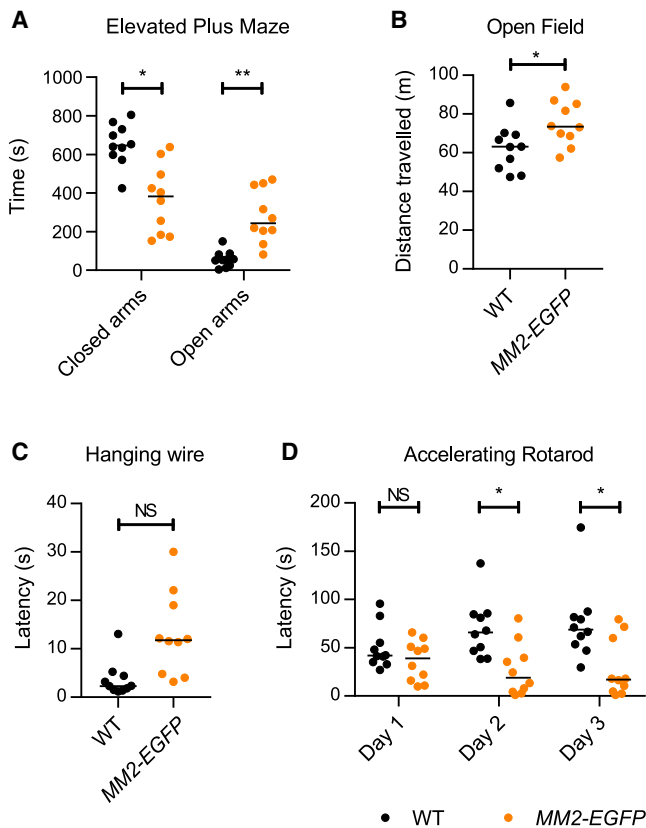 A
Elevated Plus Maze
Time (s)
1000
800
600
400
200
0
*
**
Closed arms
Open arms
B
Open Field
Distance travelled (m)
100
80
60
40
20
0
*
WT
MM2-EGFP
C
Hanging wire
Latency (s)
40
30
20
10
0
NS
WT
MM2-EGFP
D
Accelerating Rotarod
Latency (s)
200
150
100
50
0
NS
*
*
Day 1
Day 2
Day 3
WT
MM2-EGFP